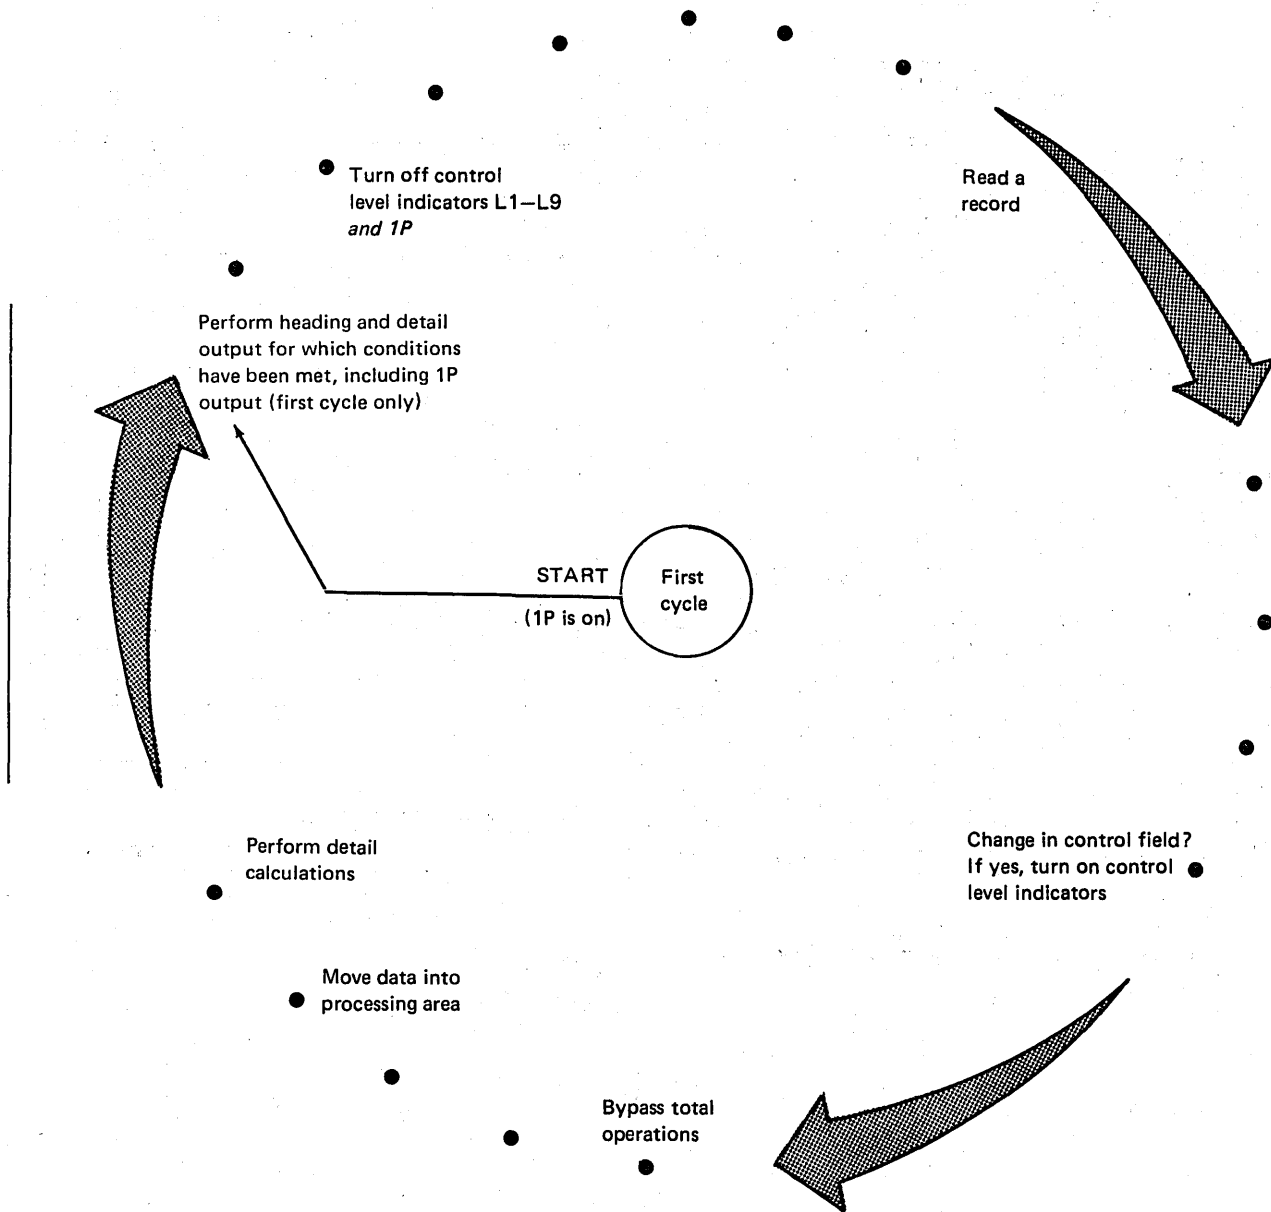 Turn off control
level indicators L1—L9
and 1P
Read a
record
Perform heading and detail
output for which conditions
have been met, including 1P
output (first cycle only)
START
(1P is on)
First
cycle
Change in control field?
If yes, turn on control
level indicators
Perform detail
calculations
Move data into
processing area
Bypass total
operations